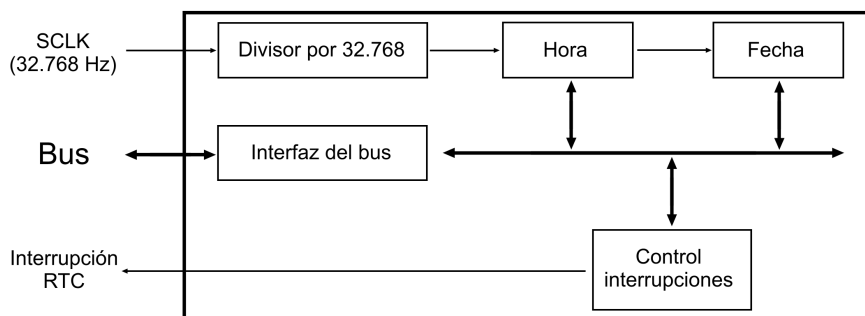 SCLK
(32.768 Hz)
Divisor por 32.768
Hora
Fecha
Bus
Interfaz del bus
Interrupción
RTC
Control
interrupciones